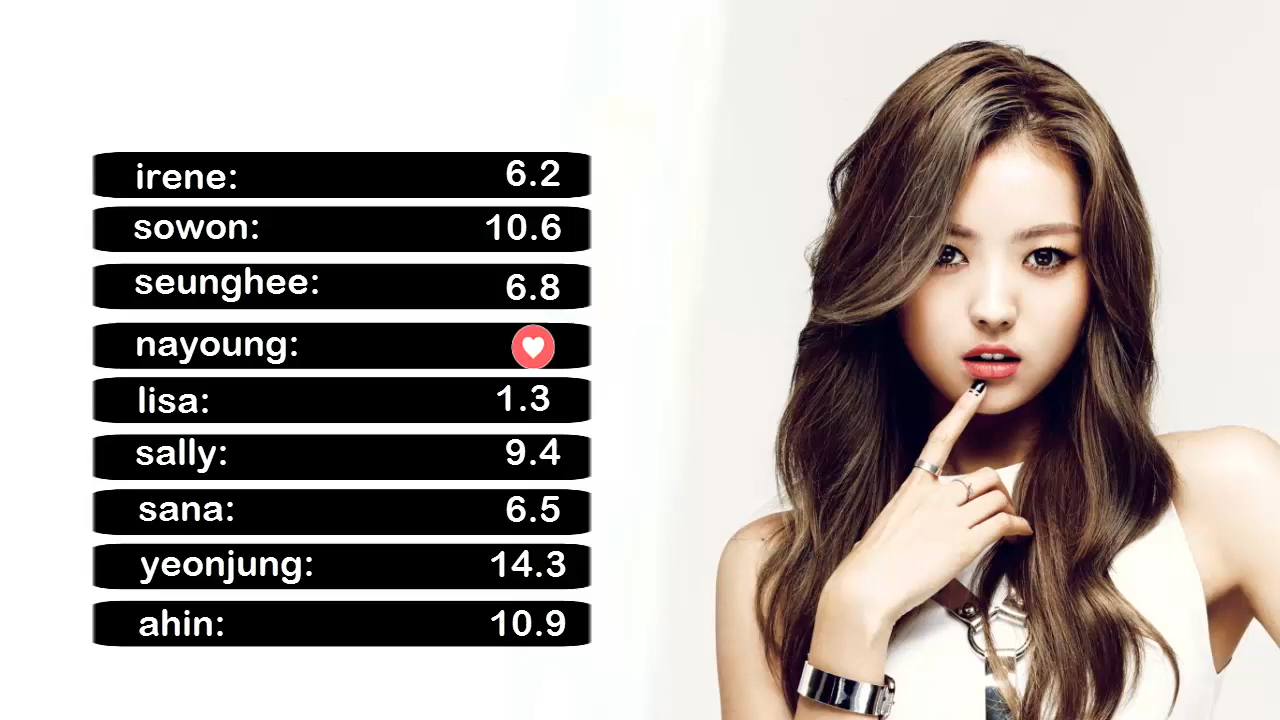 irene: 6.2
sowon: 10.6
seunghee: 6.8
nayoung:
lisa: 1.3
sally: 9.4
sana: 6.5
yeonjung: 14.3
ahin: 10.9